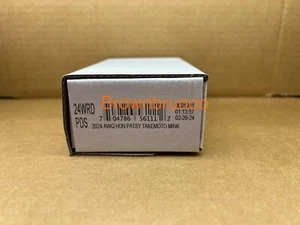 24WRD
PDS
01:13:57
02-26-24
7 04786 56111 2
2024 AWQ HON PATSY TAKEMOTO MINK